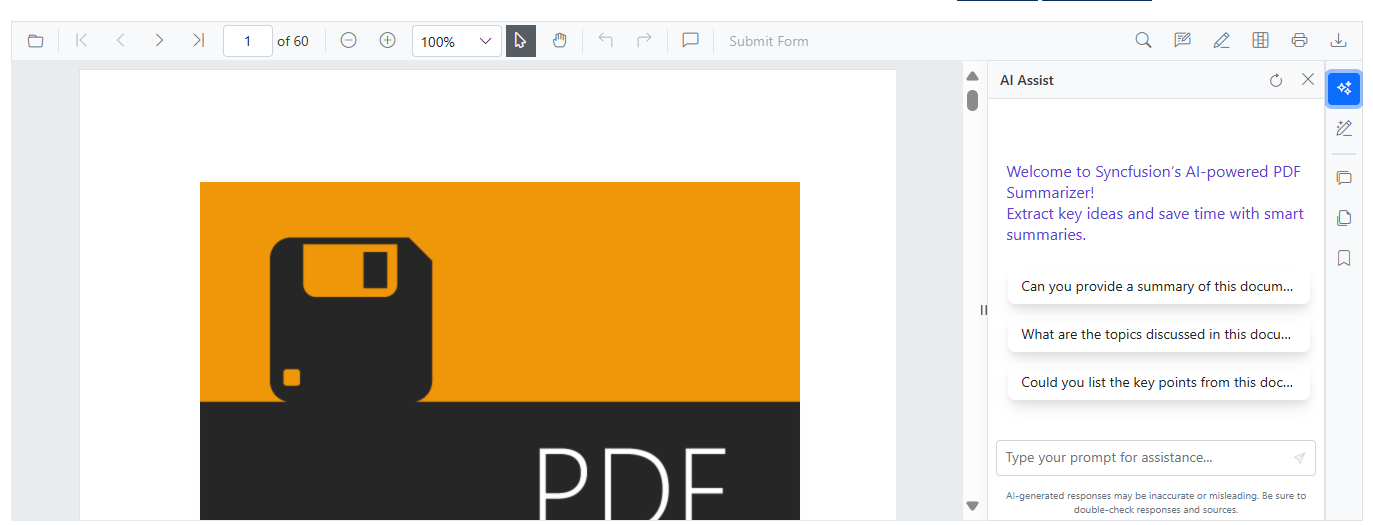 1 of 60 100% Submit Form
AI Assist
Welcome to Syncfusion's AI-powered PDF
Summarizer!
Extract key ideas and save time with smart
summaries.
Can you provide a summary of this docum...
What are the topics discussed in this docu...
Could you list the key points from this doc...
PDF
Type your prompt for assistance...
AI-generated responses may be inaccurate or misleading. Be sure to
double-check responses and sources.